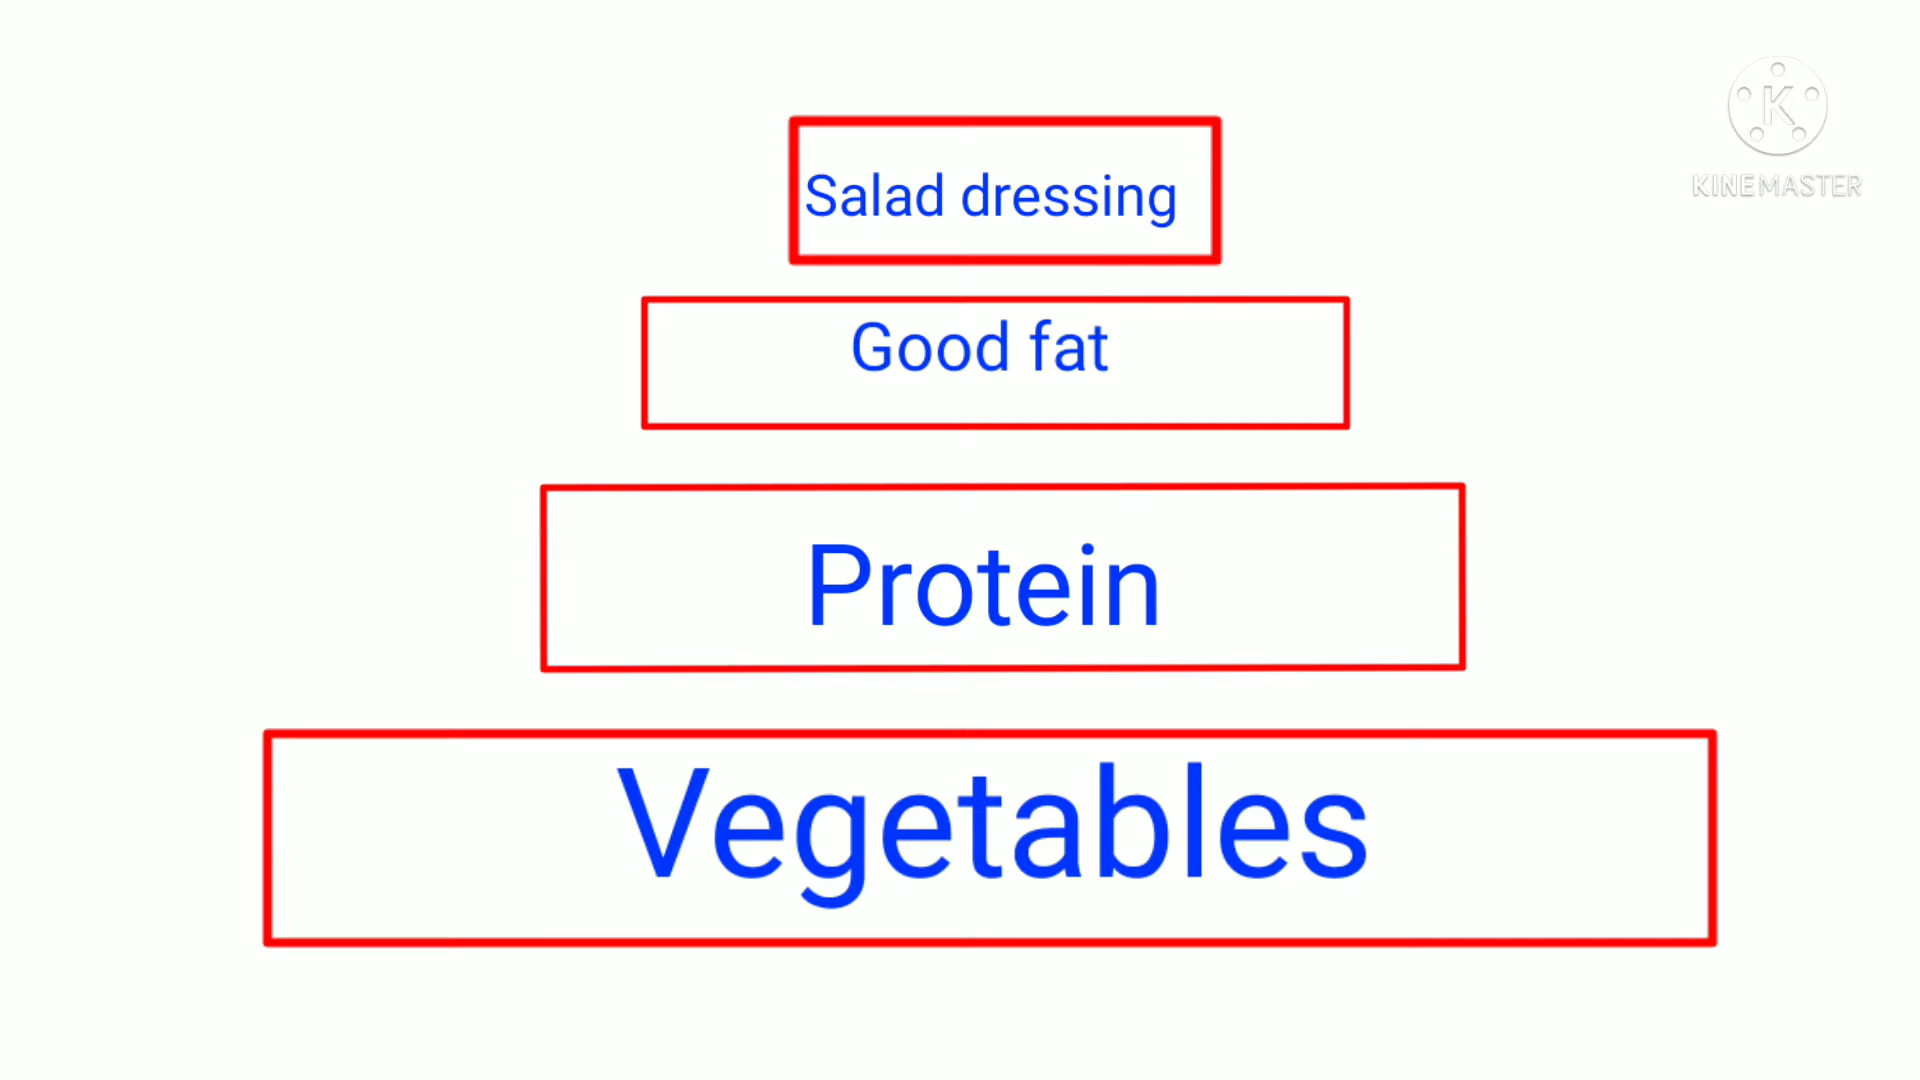 K
KINEMASTER
Salad dressing
Good fat
Protein
Vegetables